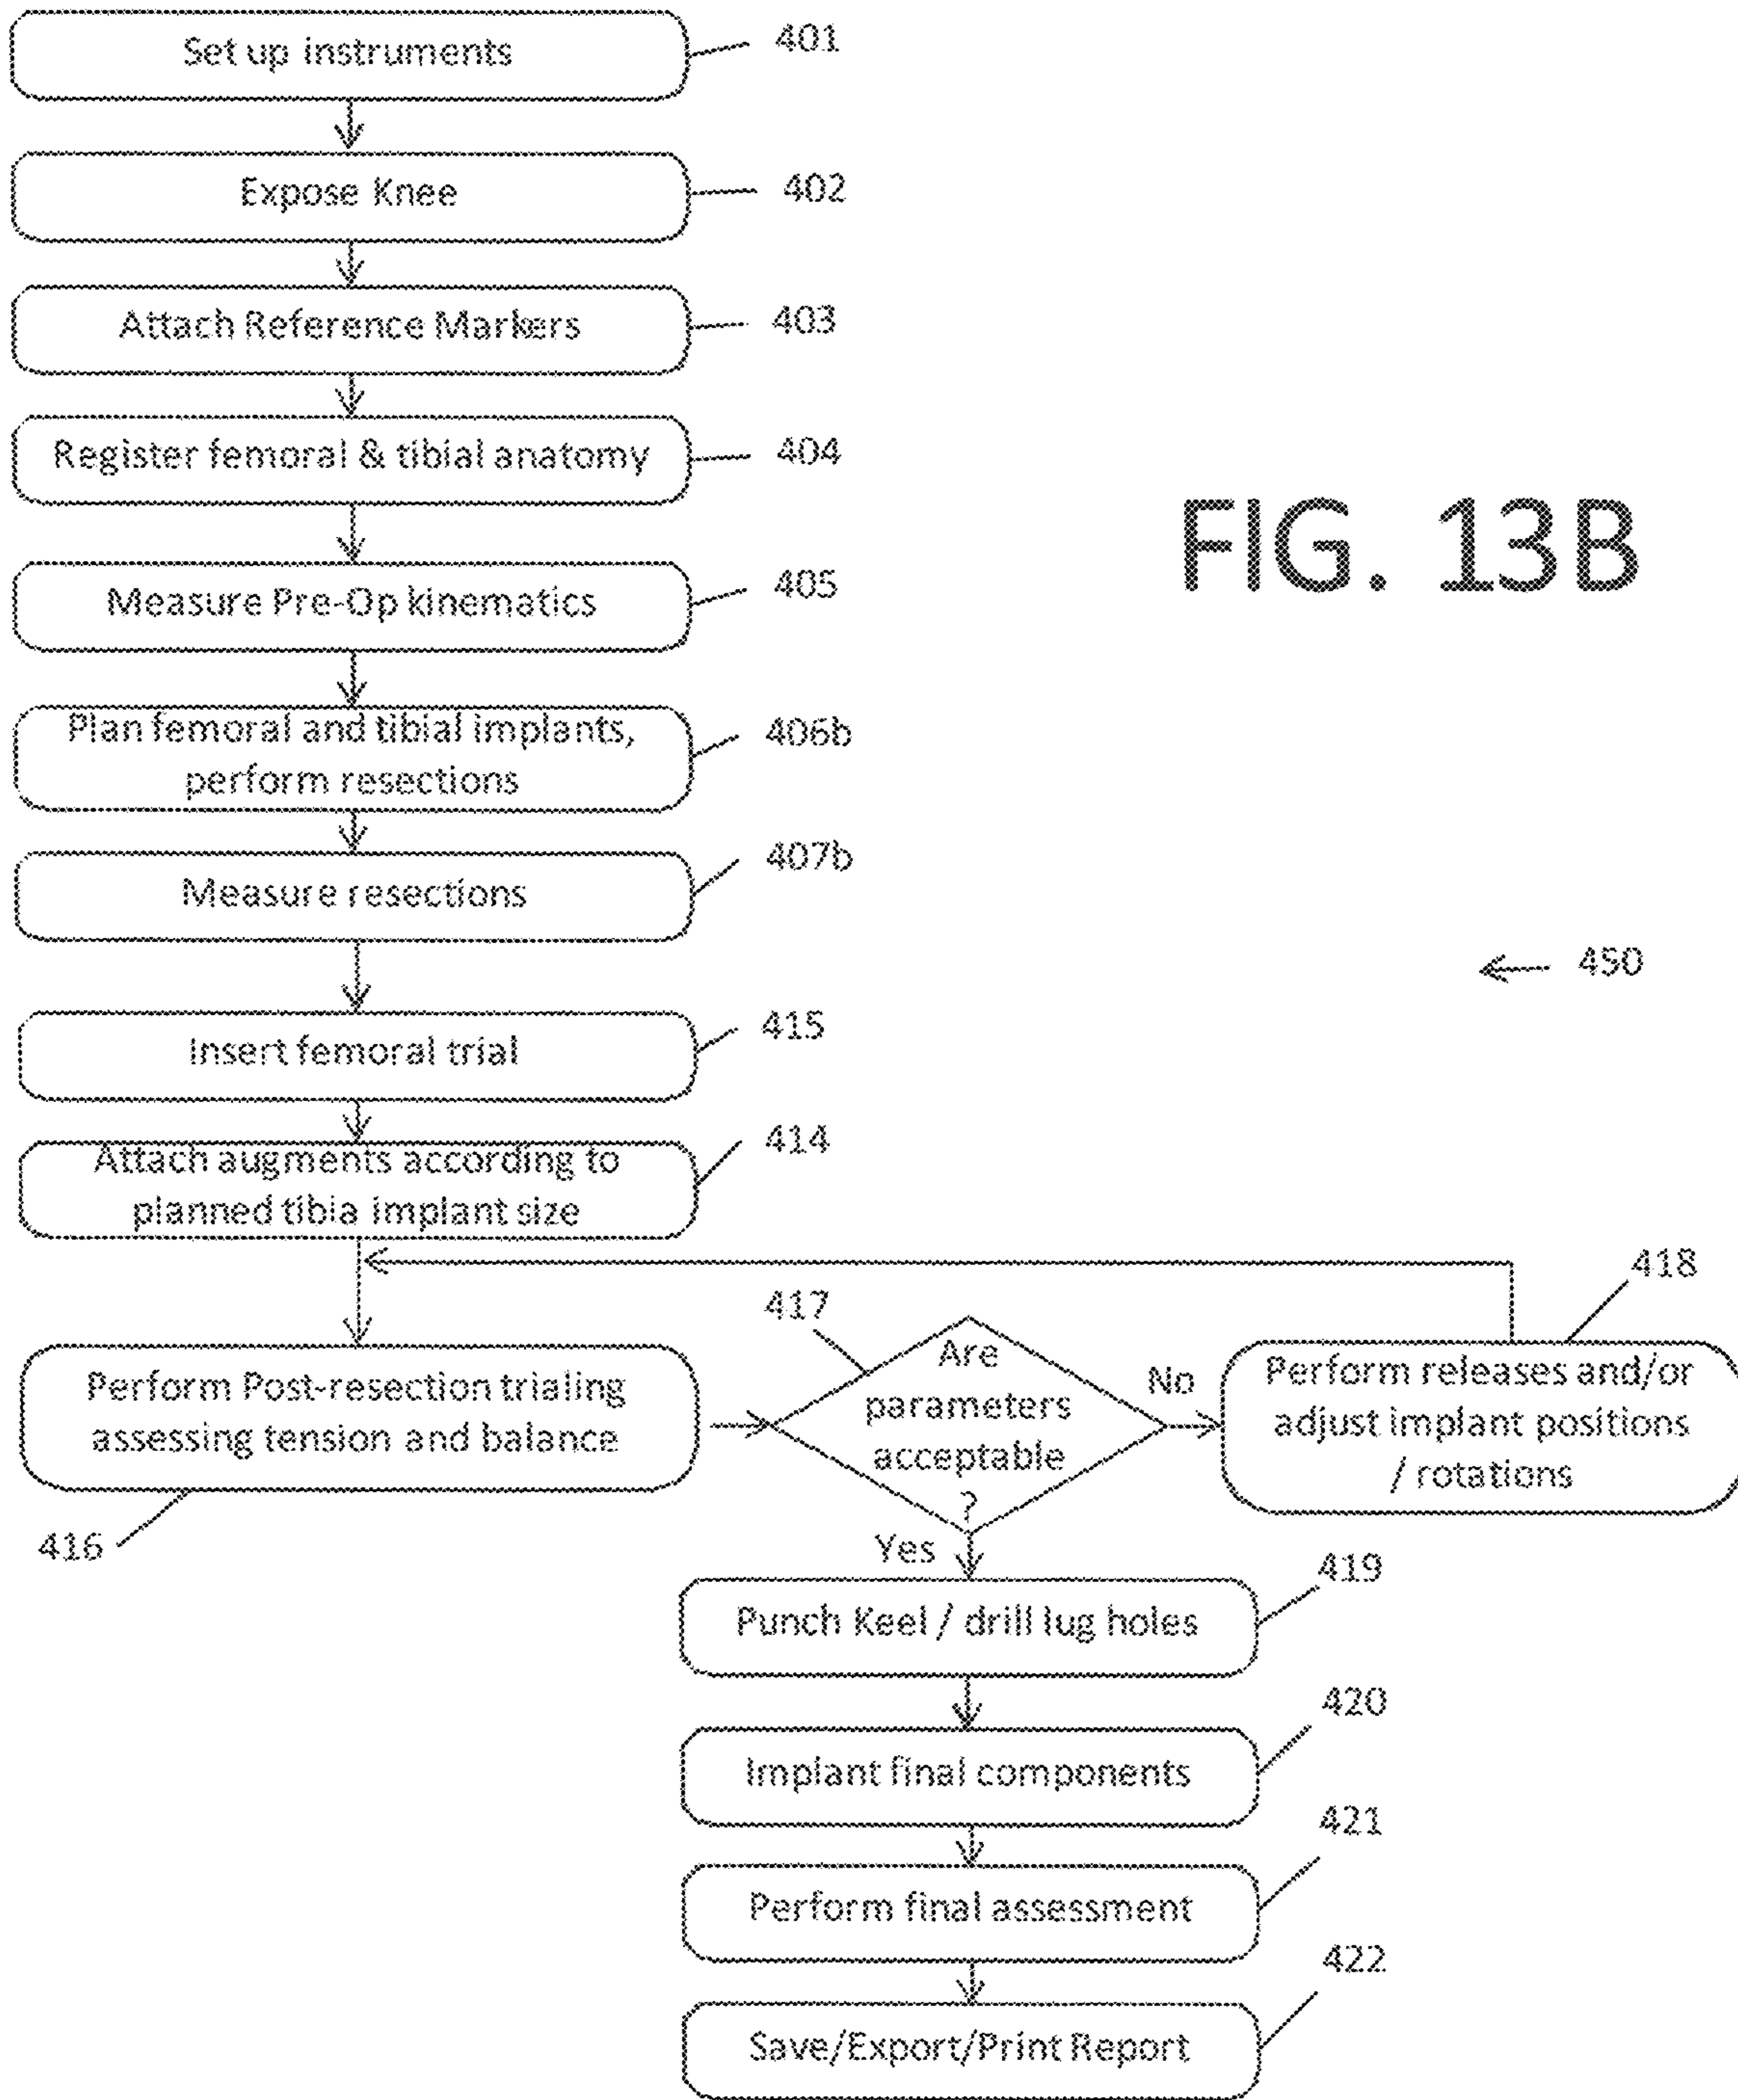 Set up instruments
401
Expose Knee
402
Attach Reference Markers
403
Register femoral & tibial anatomy
404
FIG. 13B
Measure Pre-Op kinematics
405
Plan femoral and tibial implants,
perform resections
406b
Measure resections
407b
450
Insert femoral trial
415
Attach augments according to
planned tibia implant size
414
Perform Post-resection trialing
assessing tension and balance
416
417
Are
parameters
acceptable
?
No
Yes
418
Perform releases and/or
adjust implant positions
/ rotations
Punch Keel / drill lug holes
419
Implant final components
420
Perform final assessment
421
Save/Export/Print Report
422